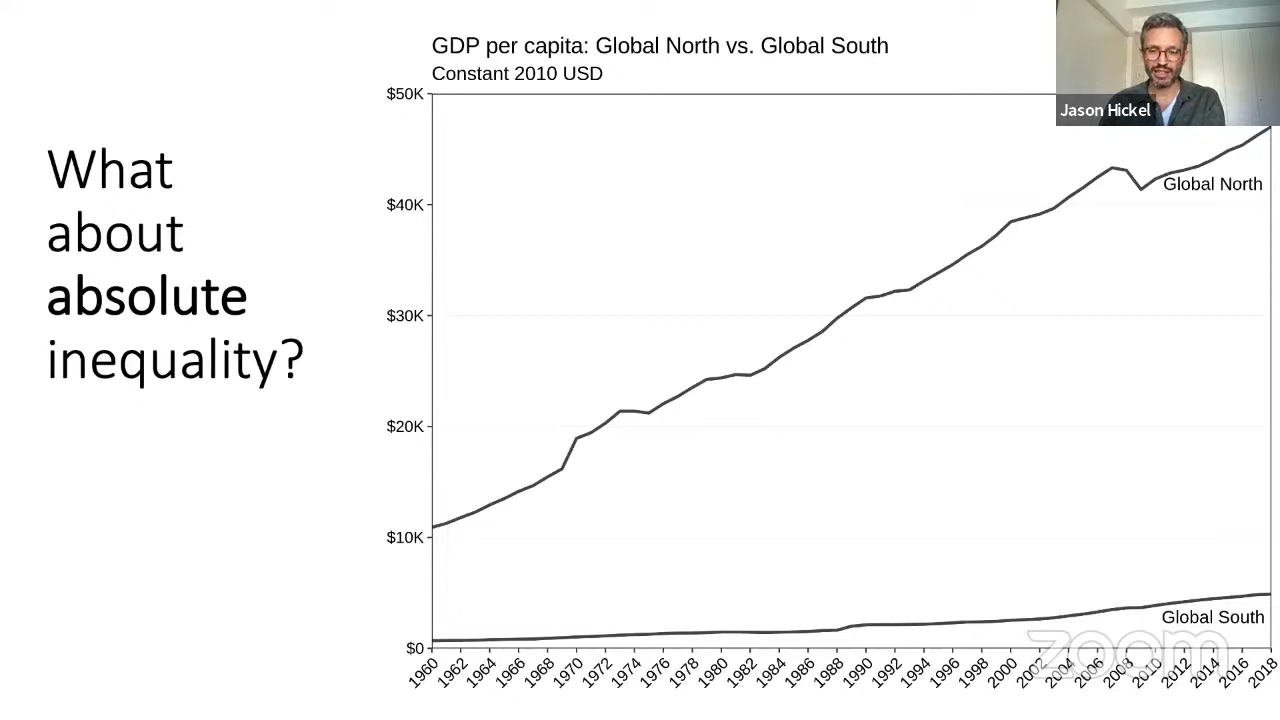 What
about
absolute
inequality?
GDP per capita: Global North vs. Global South
Constant 2010 USD
Jason Hickel
$50K
$40K
$30K
$20K
$10K
$0
Global North
Global South
1960 1962 1964 1966 1968 1970 1972 1974 1976 1978 1980 1982 1984 1986 1988 1990 1992 1994 1996 1998 2000 2002 2004 2006 2008 2010 2012 2014 2016 2018
zoom